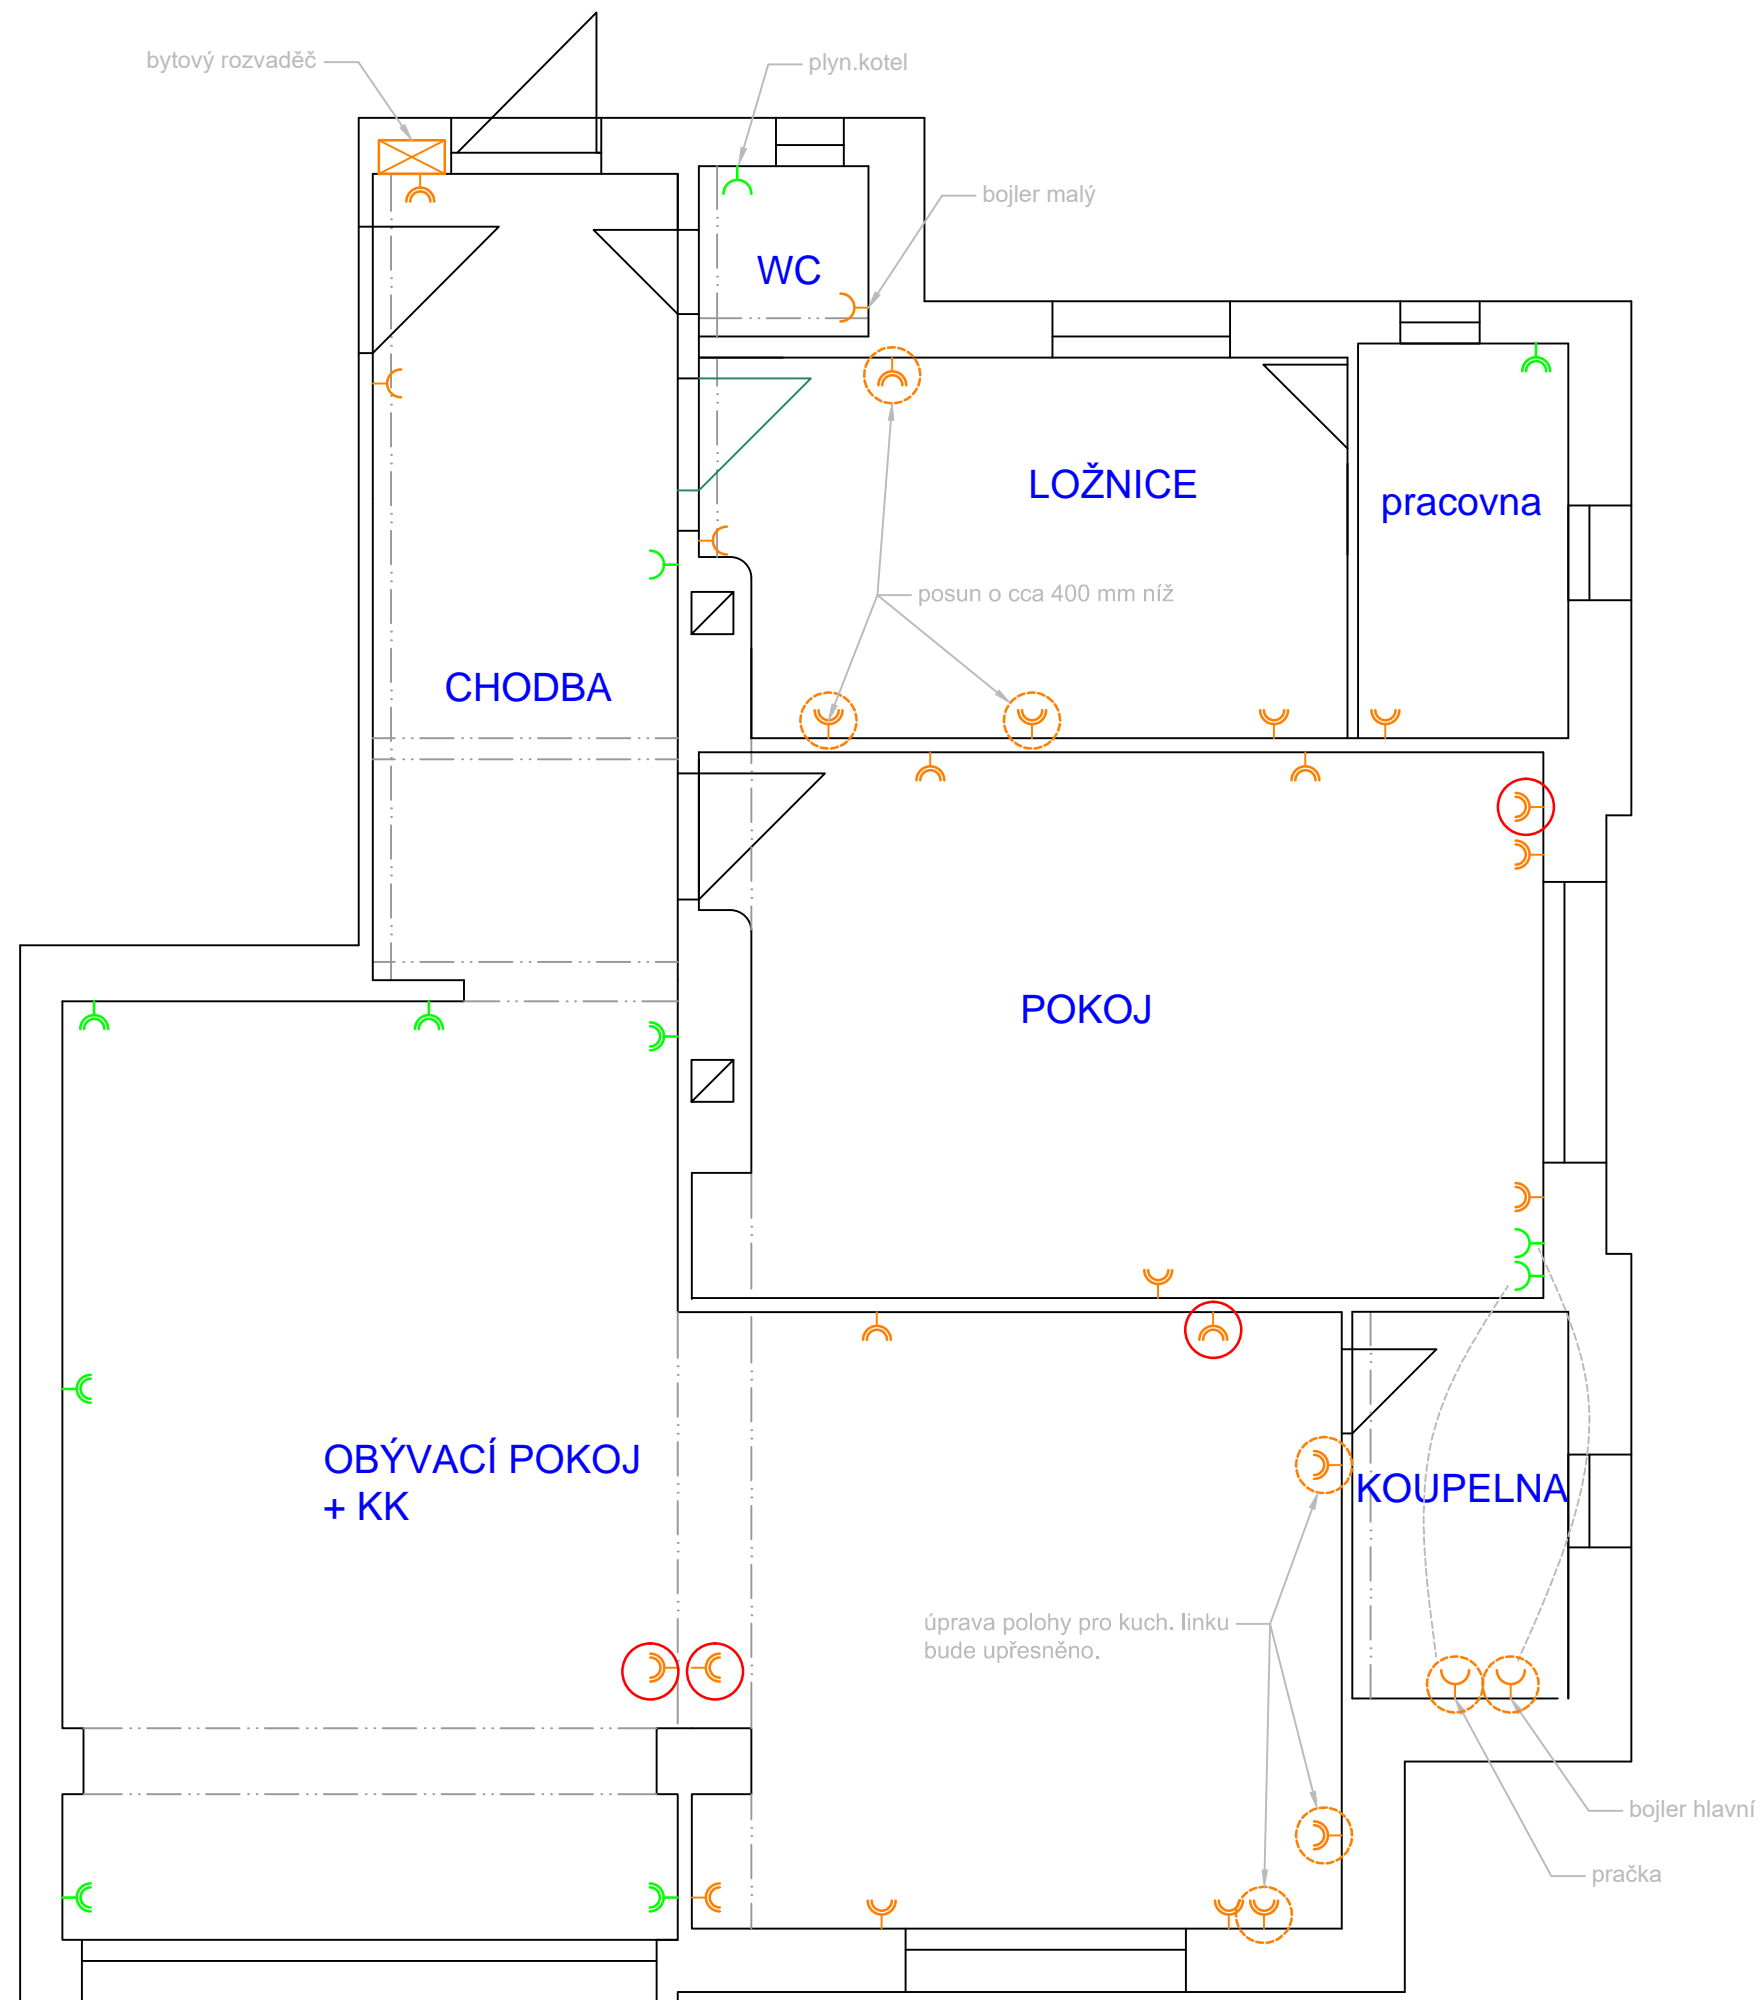 bytový rozvaděč
plyn.kotel
bojler malý
WC
LOŽNICE
pracovna
posun o cca 400 mm níž
CHODBA
POKOJ
OBÝVACÍ POKOJ
+ KK
KOUPELNA
úprava polohy pro kuch. linku
bude upřesněno.
bojler hlavní
pračka